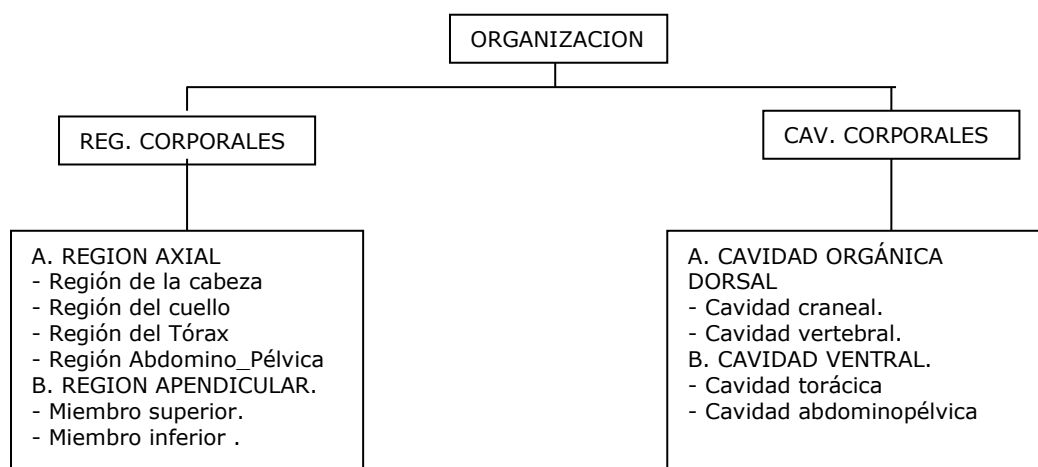 ORGANIZACION
REG. CORPORALES
CAV. CORPORALES
A. REGION AXIAL
- Región de la cabeza
- Región del cuello
- Región del Tórax
- Región Abdomino_Pélvica
B. REGION APENDICULAR.
- Miembro superior.
- Miembro inferior .
A. CAVIDAD ORGÁNICA
DORSAL
- Cavidad craneal.
- Cavidad vertebral.
B. CAVIDAD VENTRAL.
- Cavidad torácica
- Cavidad abdominopélvica